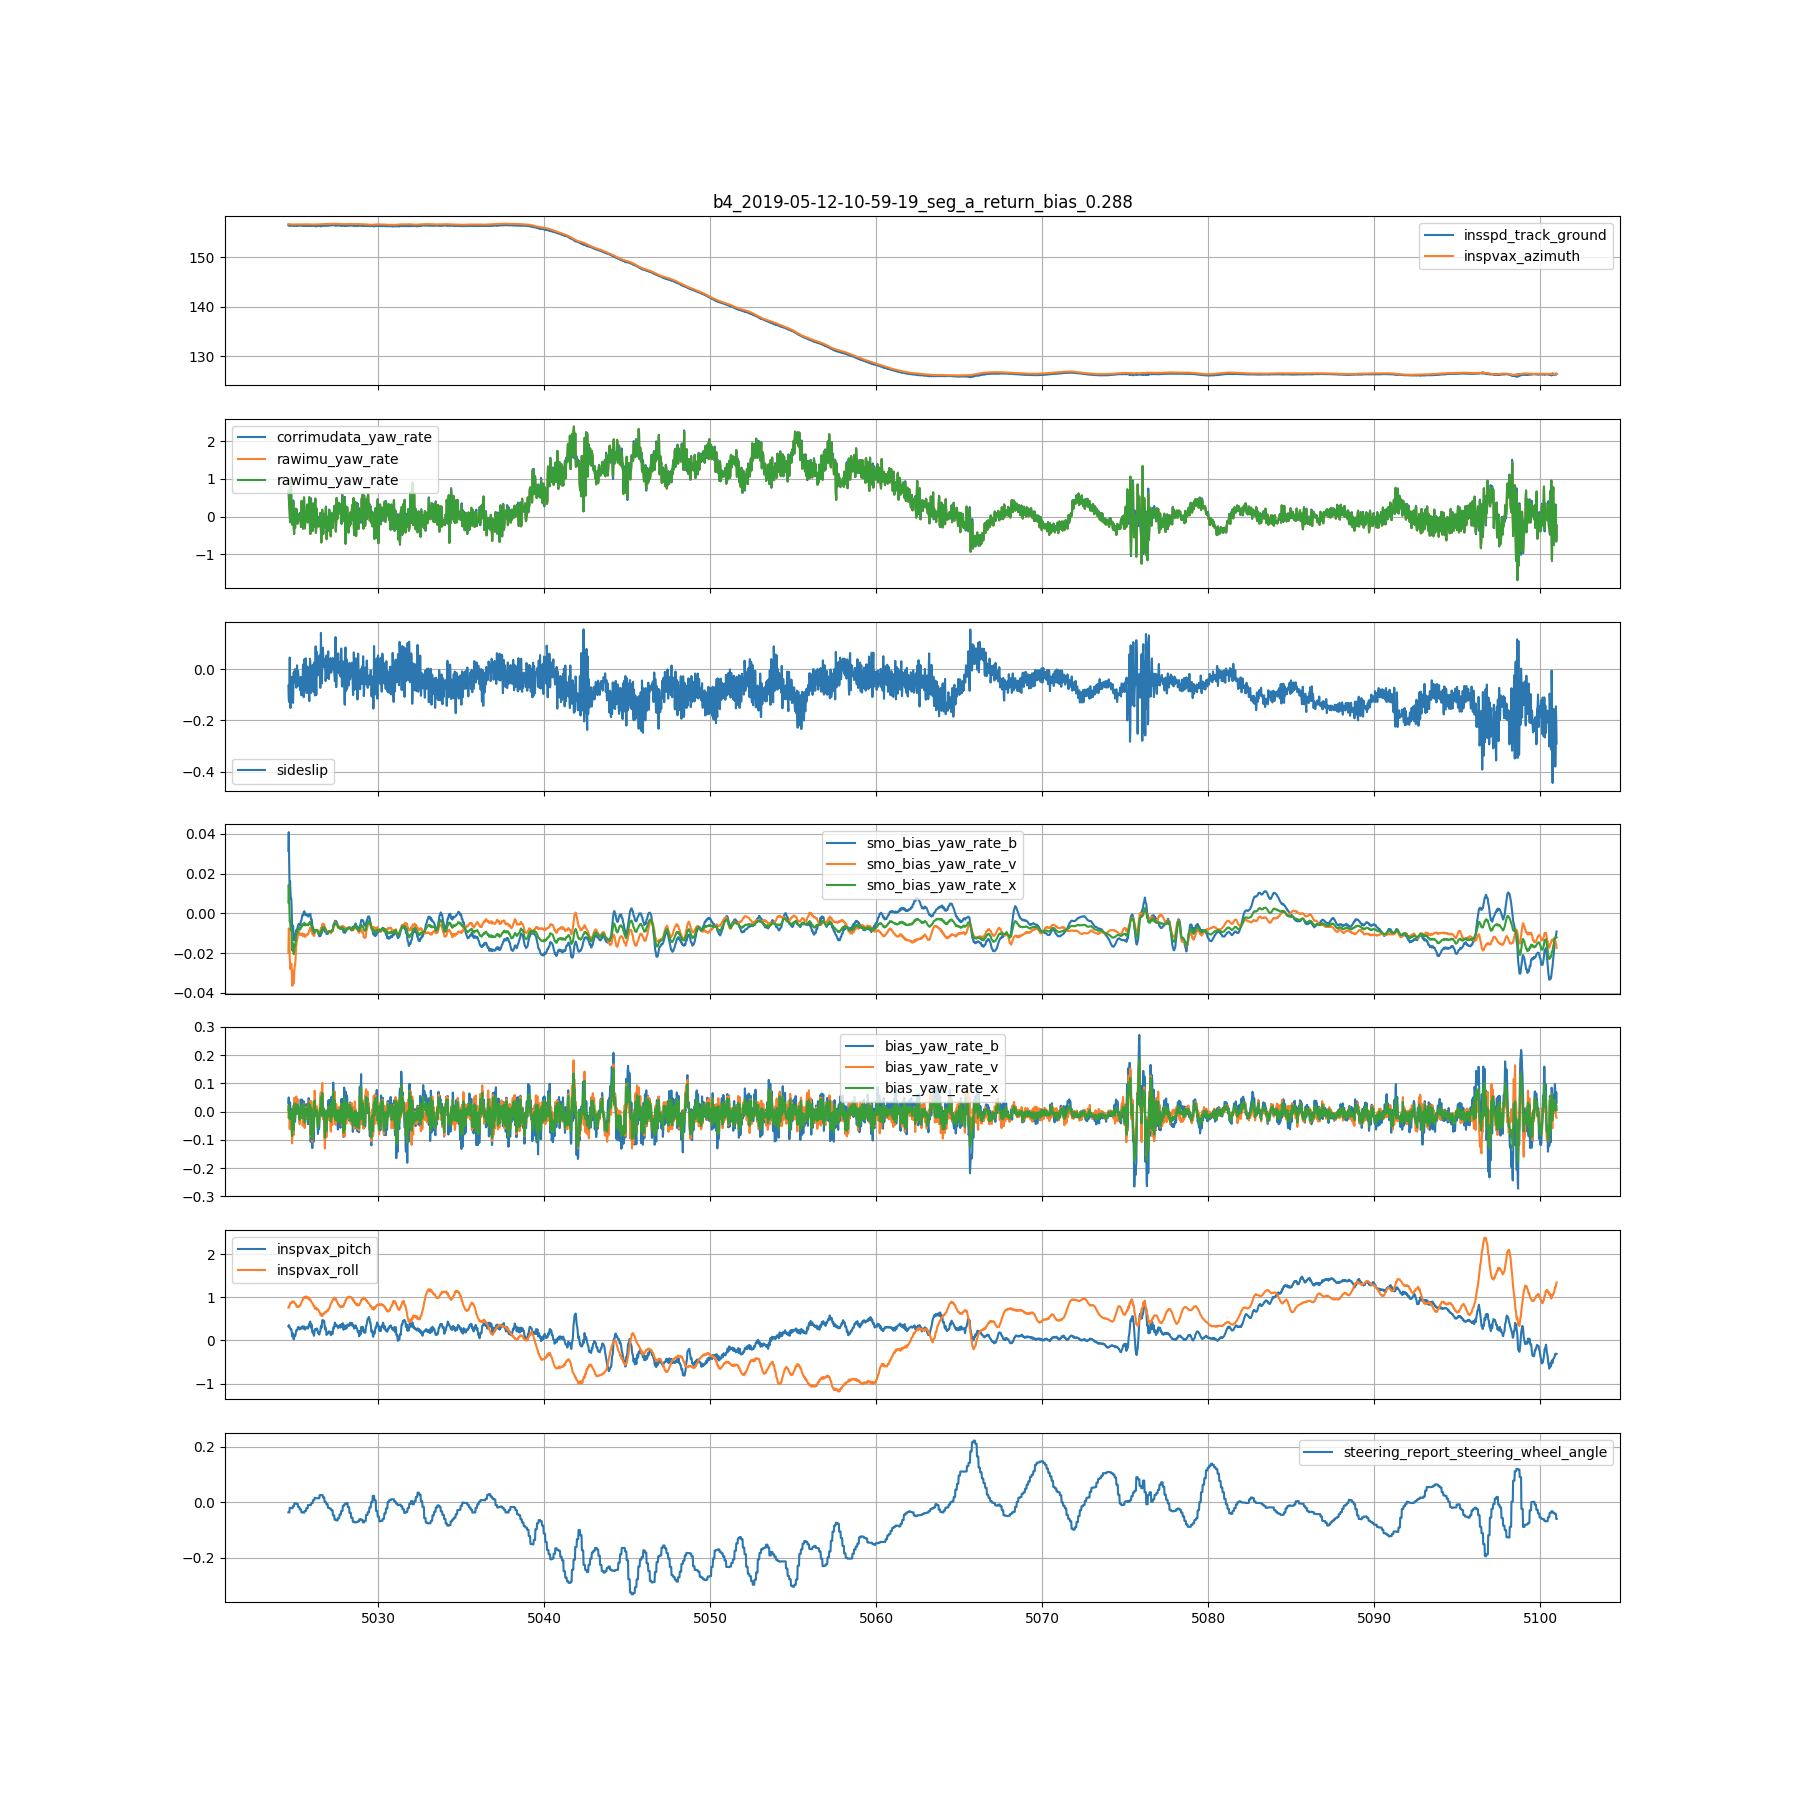 b4_2019-05-12-10-59-19_seg_a_return_bias_0.288
150
140
130
insspd_track_ground
inspvax_azimuth
2
1
0
−1
corrimudata_yaw_rate
rawimu_yaw_rate
rawimu_yaw_rate
0.0
−0.2
−0.4
sideslip
0.04
0.02
0.00
−0.02
−0.04
smo_bias_yaw_rate_b
smo_bias_yaw_rate_v
smo_bias_yaw_rate_x
0.3
0.2
0.1
0.0
−0.1
−0.2
−0.3
bias_yaw_rate_b
bias_yaw_rate_v
bias_yaw_rate_x
2
1
0
−1
inspvax_pitch
inspvax_roll
0.2
0.0
−0.2
steering_report_steering_wheel_angle
5030 5040 5050 5060 5070 5080 5090 5100